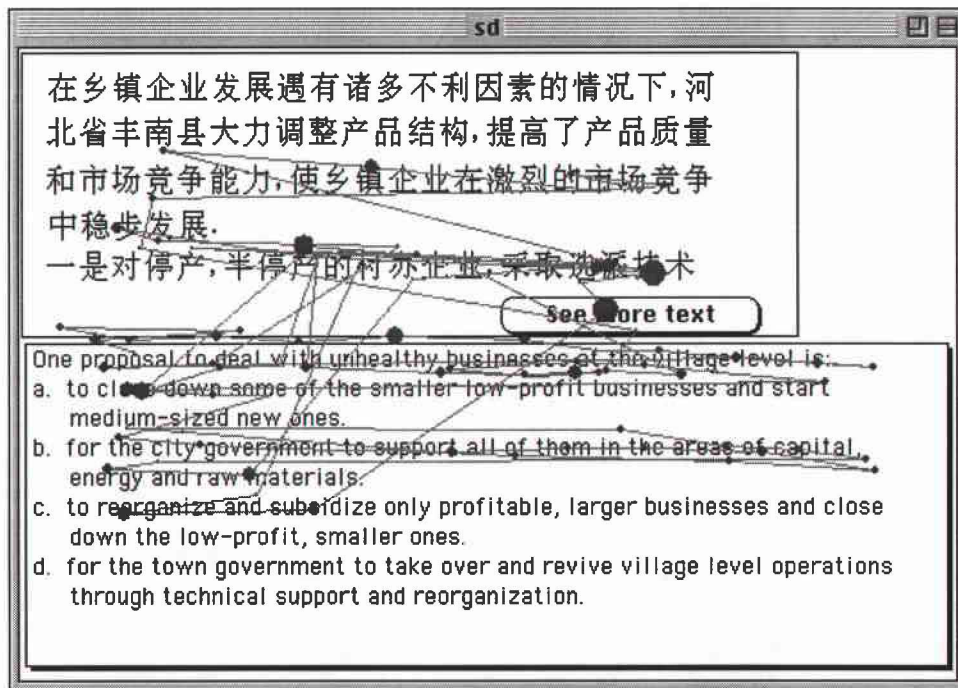 sd
在乡镇企业发展遇有诸多不利因素的情况下,河
北省丰南县大力调整产品结构,提高了产品质量
和市场竞争能力,使乡镇企业在激烈的市场竞争
中稳步发展.
一是对停产,半停产的村办企业,采取选派技术
See more text
One proposal to deal with unhealthy businesses at the village level is:
a. to close down some of the smaller low-profit businesses and start
medium-sized new ones.
b. for the city government to support all of them in the areas of capital,
energy and raw materials.
c. to reorganize and subsidize only profitable, larger businesses and close
down the low-profit, smaller ones.
d. for the town government to take over and revive village level operations
through technical support and reorganization.